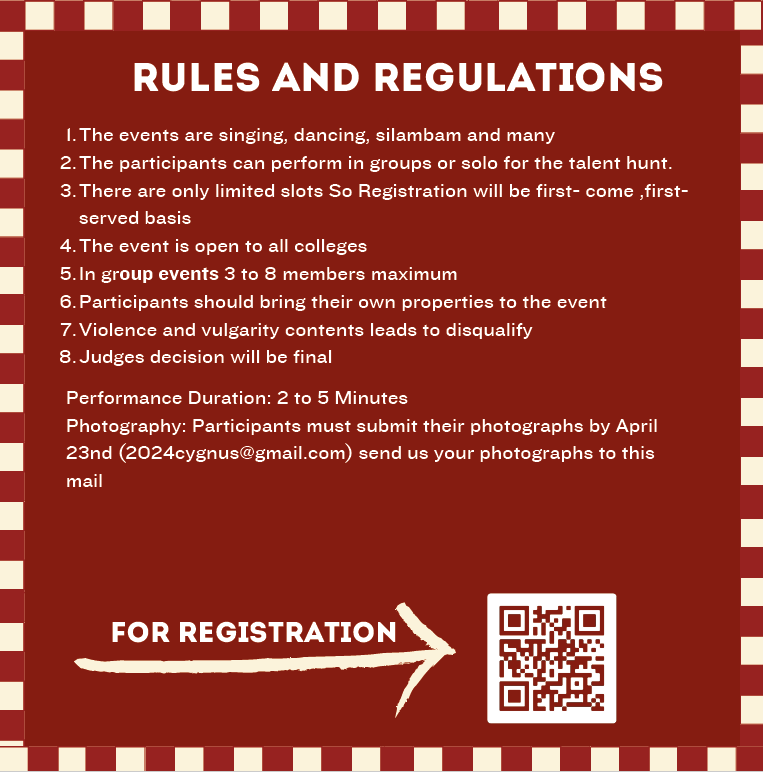 RULES AND REGULATIONS
1. The events are singing, dancing, silambam and many
2. The participants can perform in groups or solo for the talent hunt.
3. There are only limited slots So Registration will be first- come ,first-
served basis
4. The event is open to all colleges
5. In group events 3 to 8 members maximum
6. Participants should bring their own properties to the event
7. Violence and vulgarity contents leads to disqualify
8. Judges decision will be final
Performance Duration: 2 to 5 Minutes
Photography: Participants must submit their photographs by April
23nd (2024cygnus@gmail.com) send us your photographs to this
mail
FOR REGISTRATION